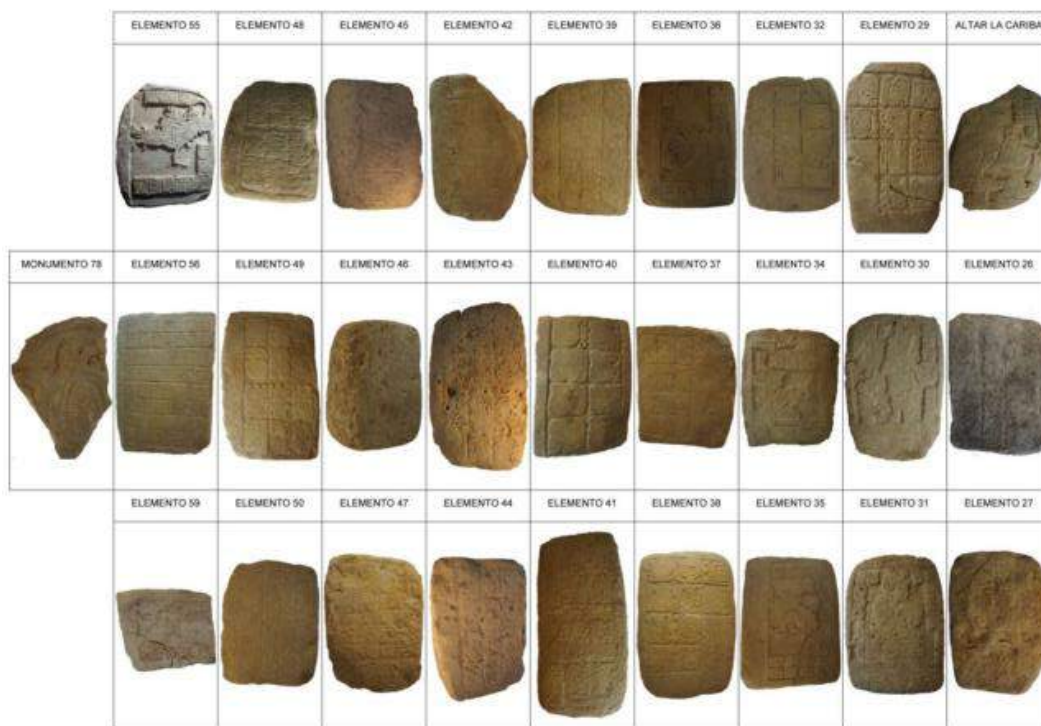 ELEMENTO 55 ELEMENTO 48 ELEMENTO 45 ELEMENTO 42 ELEMENTO 39 ELEMENTO 36 ELEMENTO 32 ELEMENTO 29 ALTAR LA CARIBA
MONUMENTO 78 ELEMENTO 56 ELEMENTO 49 ELEMENTO 46 ELEMENTO 43 ELEMENTO 40 ELEMENTO 37 ELEMENTO 34 ELEMENTO 30 ELEMENTO 26
ELEMENTO 59 ELEMENTO 50 ELEMENTO 47 ELEMENTO 44 ELEMENTO 41 ELEMENTO 38 ELEMENTO 35 ELEMENTO 31 ELEMENTO 27